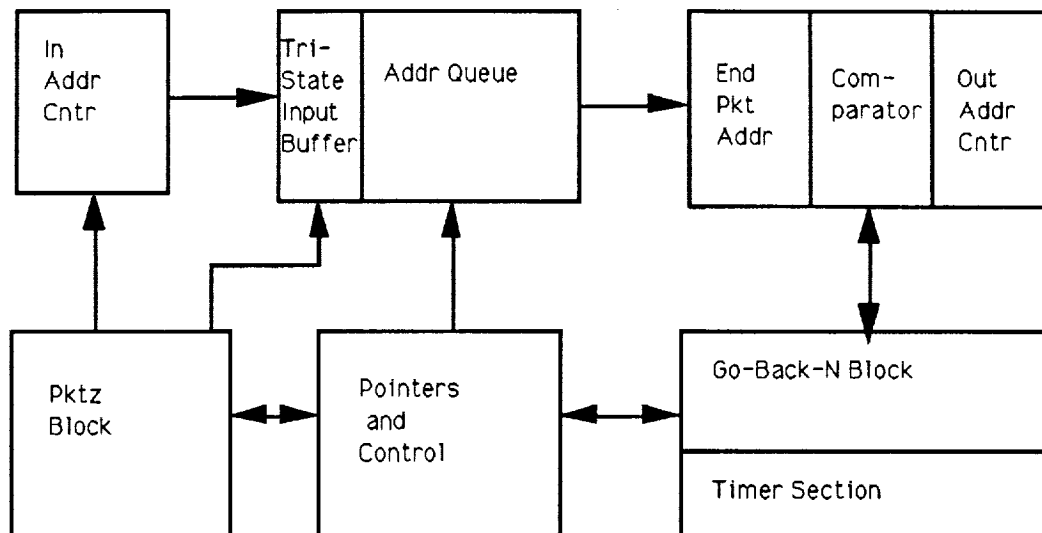 In
Addr
Cntr
Tri-
State
Input
Buffer
Addr Queue
End
Pkt
Addr
Com-
parator
Out
Addr
Cntr
Pktz
Block
Pointers
and
Control
Go-Back-N Block
Timer Section